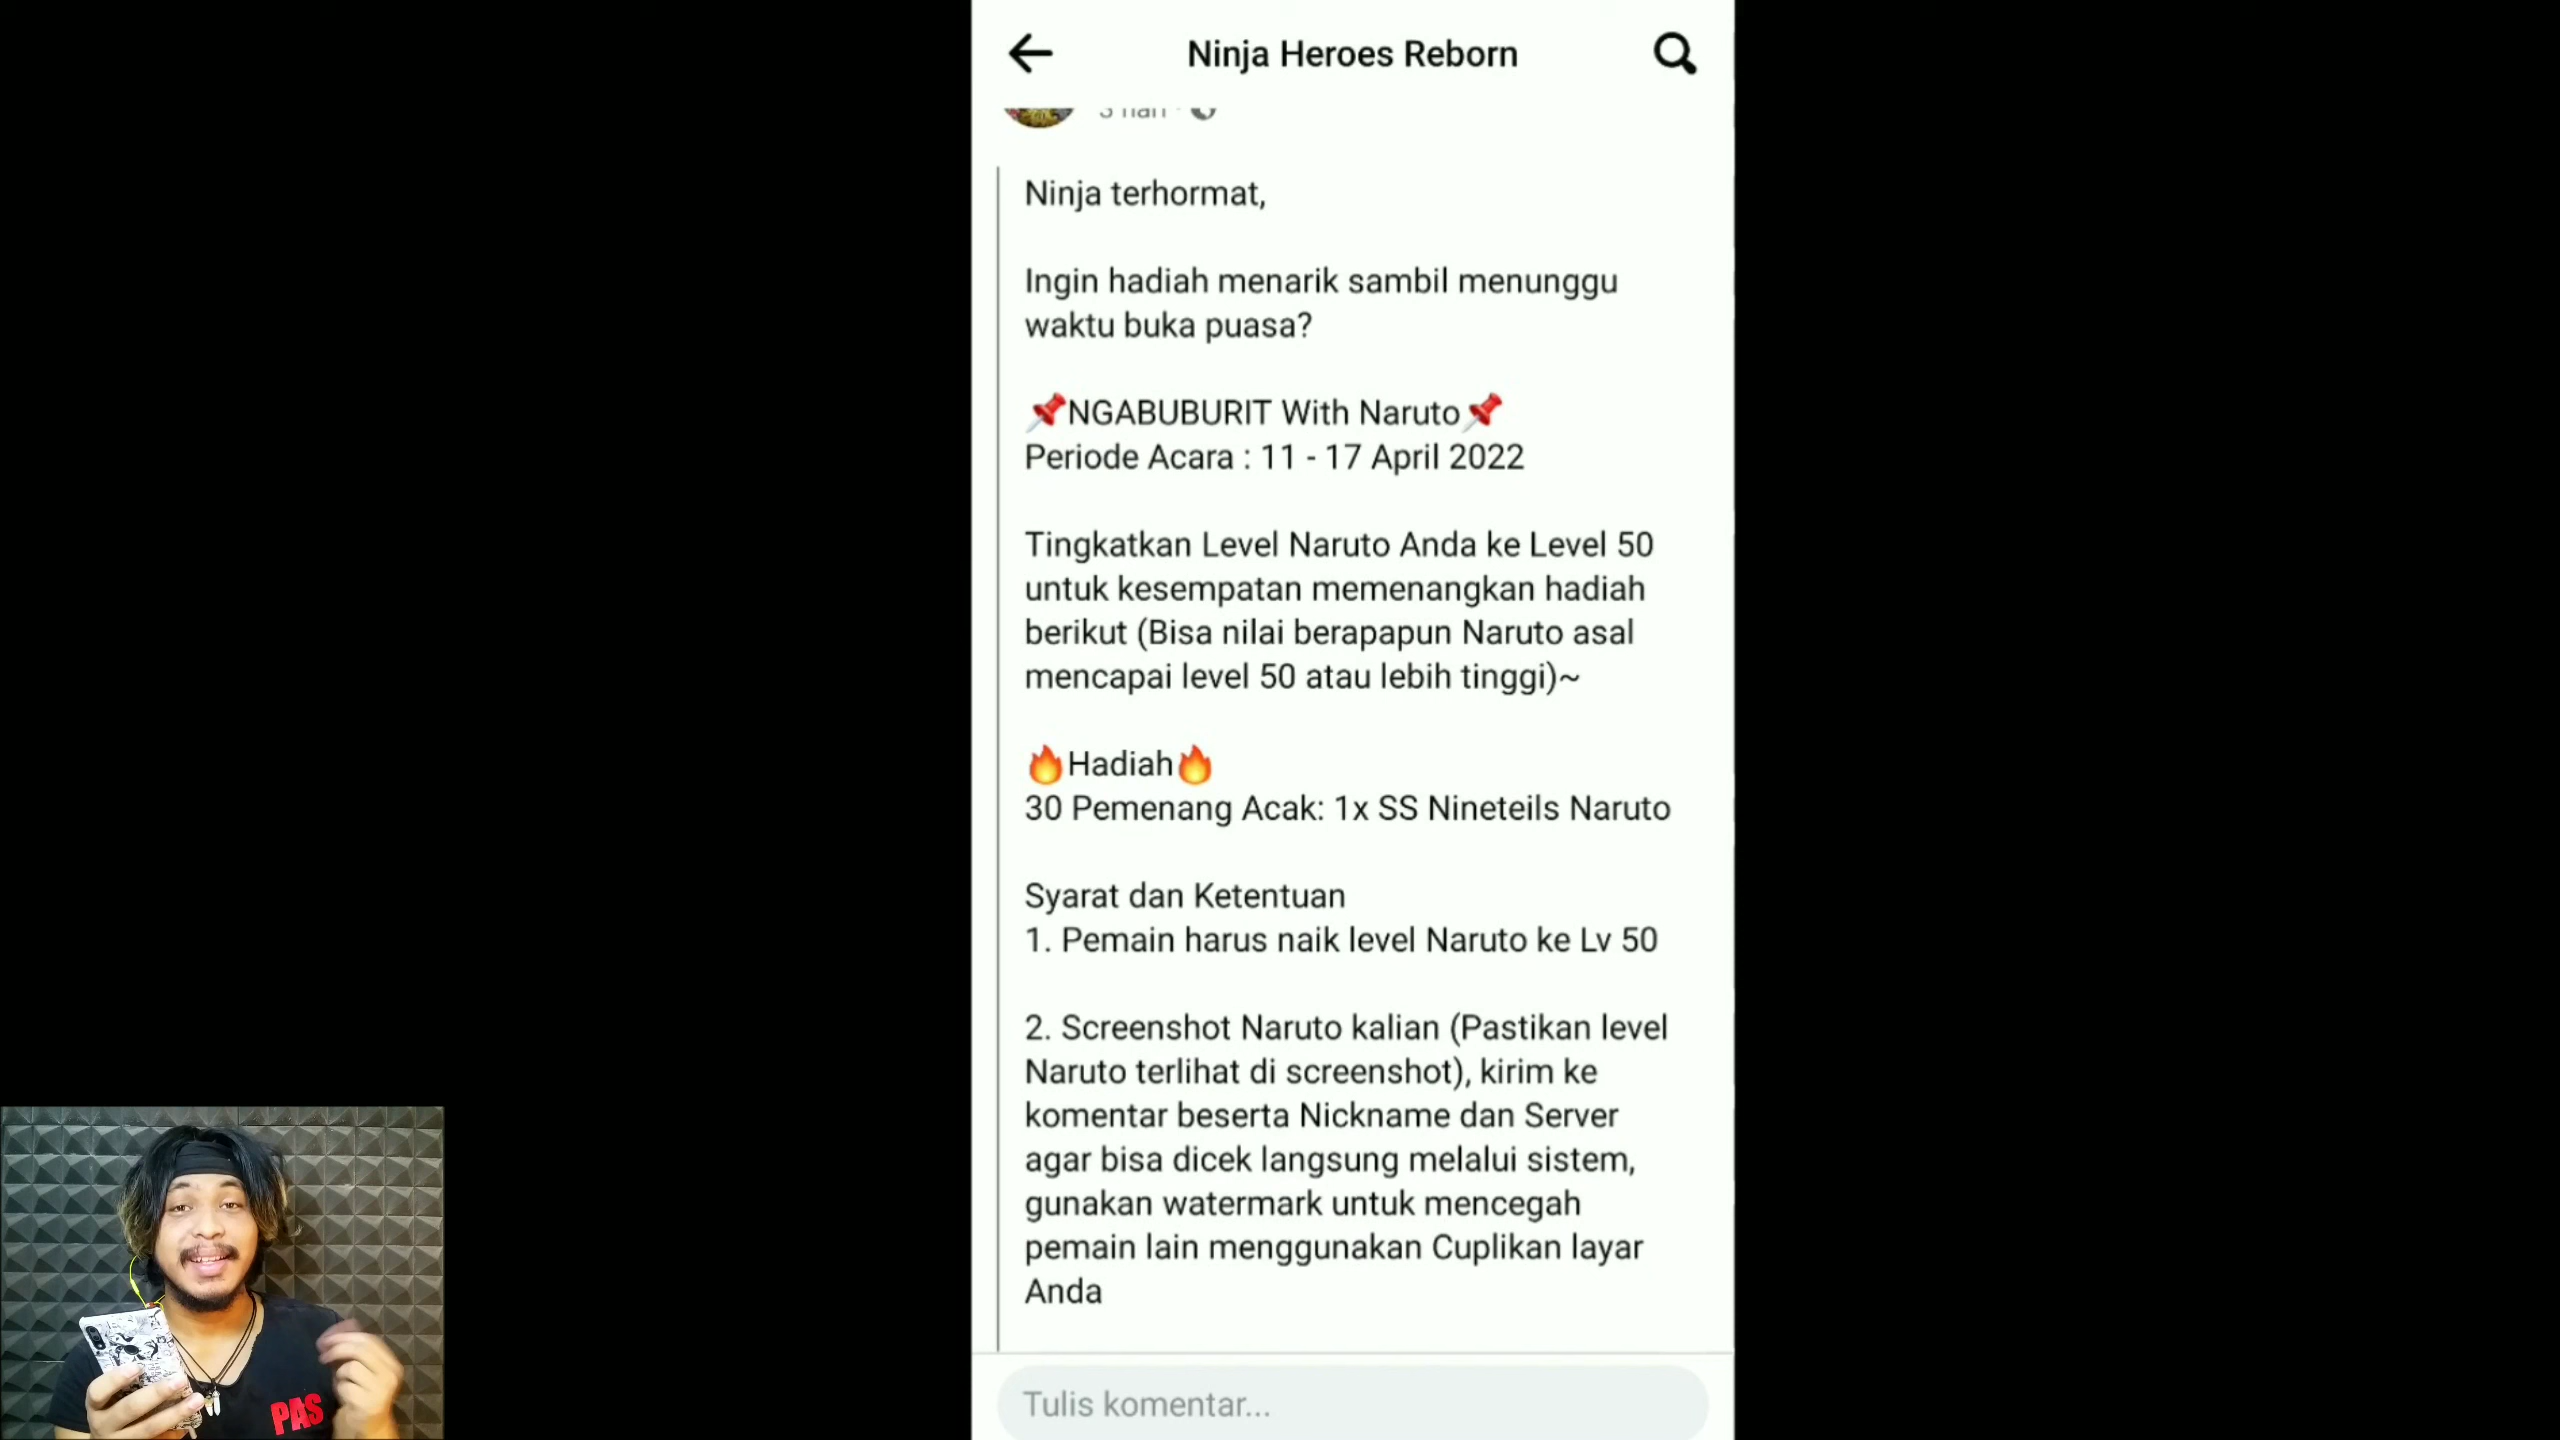 Ninja Heroes Reborn
3 hari
Ninja terhormat,
Ingin hadiah menarik sambil menunggu
waktu buka puasa?
📌NGABUBURIT With Naruto📌
Periode Acara : 11 - 17 April 2022
Tingkatkan Level Naruto Anda ke Level 50
untuk kesempatan memenangkan hadiah
berikut (Bisa nilai berapapun Naruto asal
mencapai level 50 atau lebih tinggi)~
🔥Hadiah🔥
30 Pemenang Acak: 1x SS Nineteils Naruto
Syarat dan Ketentuan
1. Pemain harus naik level Naruto ke Lv 50
2. Screenshot Naruto kalian (Pastikan level
Naruto terlihat di screenshot), kirim ke
komentar beserta Nickname dan Server
agar bisa dicek langsung melalui sistem,
gunakan watermark untuk mencegah
pemain lain menggunakan Cuplikan layar
Anda
Tulis komentar...
PAS